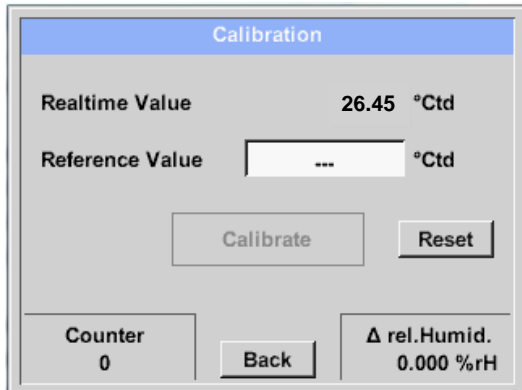 Calibration
Realtime Value 26.45 °Ctd
Reference Value --- °Ctd
Calibrate Reset
Counter Δ rel.Humid.
0 Back 0.000 %rH